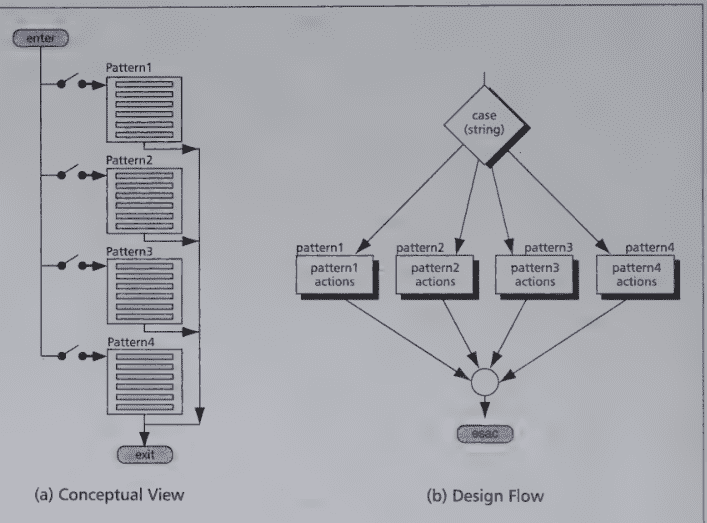 enter
Pattern1
Pattern2
Pattern3
Pattern4
exit
(a) Conceptual View
case
(string)
pattern1
pattern2
pattern3
pattern4
pattern1
actions
pattern2
actions
pattern3
actions
pattern4
actions
esac
(b) Design Flow